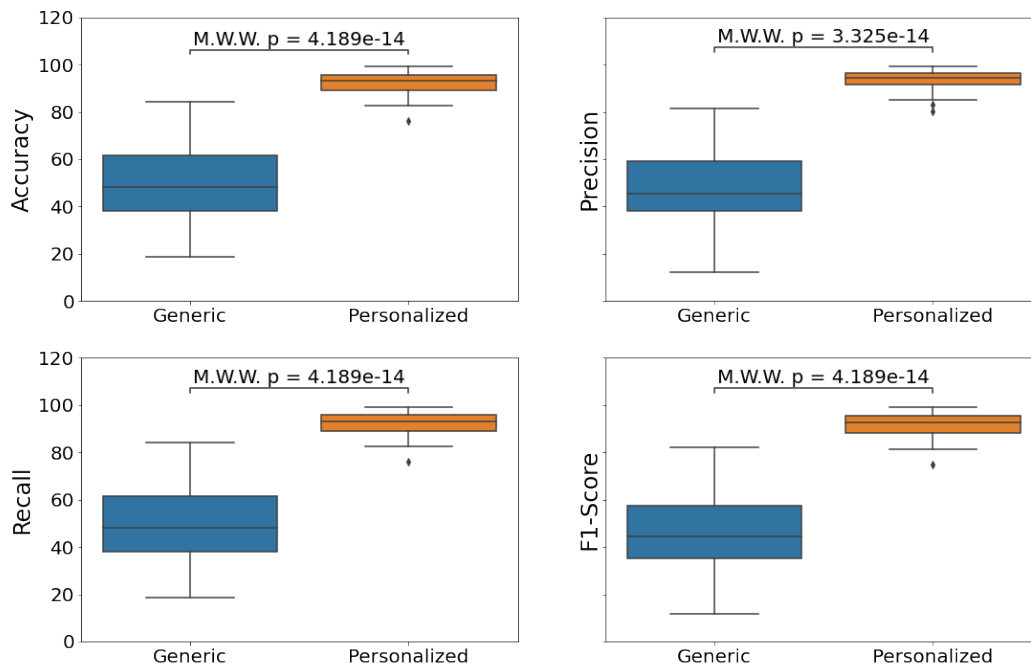 120
100
80
60
40
20
0
Accuracy
M.W.W. p = 4.189e-14
Generic
Personalized
Precision
M.W.W. p = 3.325e-14
Generic
Personalized
120
100
80
60
40
20
0
Recall
M.W.W. p = 4.189e-14
Generic
Personalized
F1-Score
M.W.W. p = 4.189e-14
Generic
Personalized